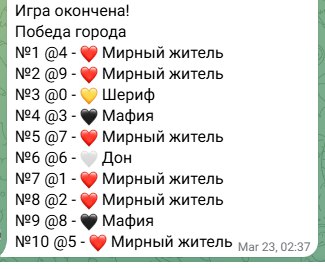 Игра окончена!
Победа города
№1 @4 - ❤️ Мирный житель
№2 @9 - ❤️ Мирный житель
№3 @0 - 💛 Шериф
№4 @3 - 🖤 Мафия
№5 @7 - ❤️ Мирный житель
№6 @6 - 🤍 Дон
№7 @1 - ❤️ Мирный житель
№8 @2 - ❤️ Мирный житель
№9 @8 - 🖤 Мафия
№10 @5 - ❤️ Мирный житель Mar 23, 02:37